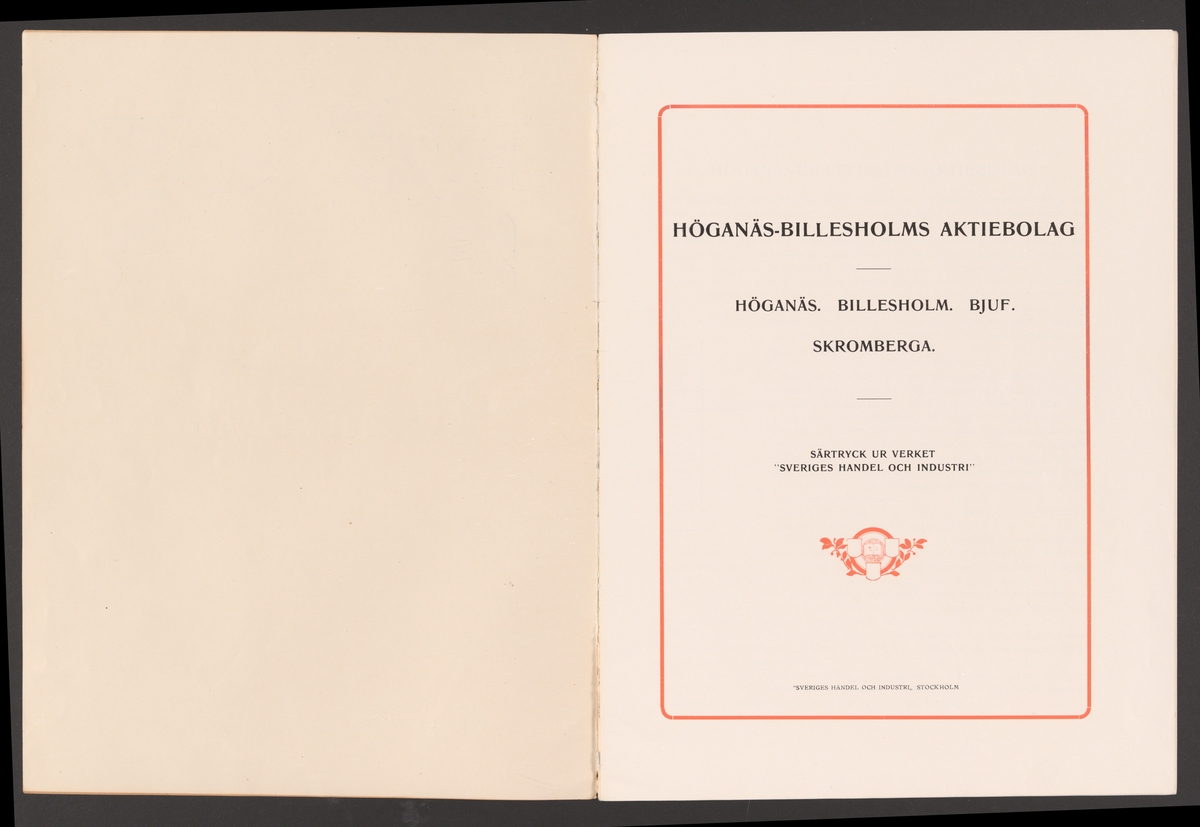 HÖGANÄS-BILLESHOLMS AKTIEBOLAG
HÖGANÄS. BILLESHOLM. BJUF.
SKROMBERGA.
SÄRTRYCK UR VERKET
"SVERIGES HANDEL OCH INDUSTRI"
"SVERIGES HANDEL OCH INDUSTRI, STOCKHOLM